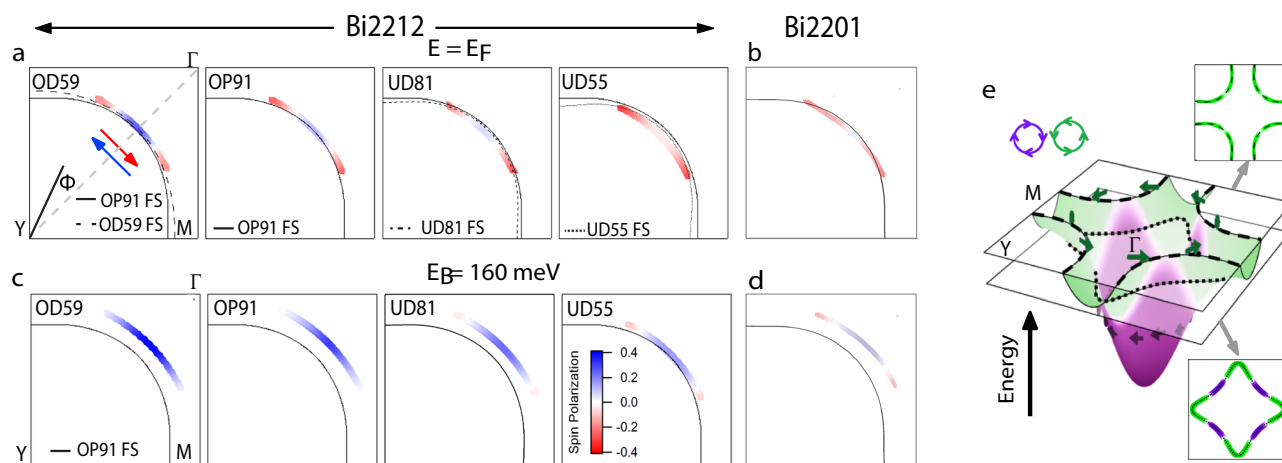 Bi2212
Bi2201
a
E = EF
b
Γ
OD59
OP91
UD81
UD55
Φ
OP91 FS
OD59 FS
Y
M
OP91 FS
UD81 FS
UD55 FS
c
EB = 160 meV
d
Γ
OD59
OP91
UD81
UD55
Spin Polarization
0.4
0.2
0.0
-0.2
-0.4
Y
OP91 FS
M
e
M
Y
Γ
Energy